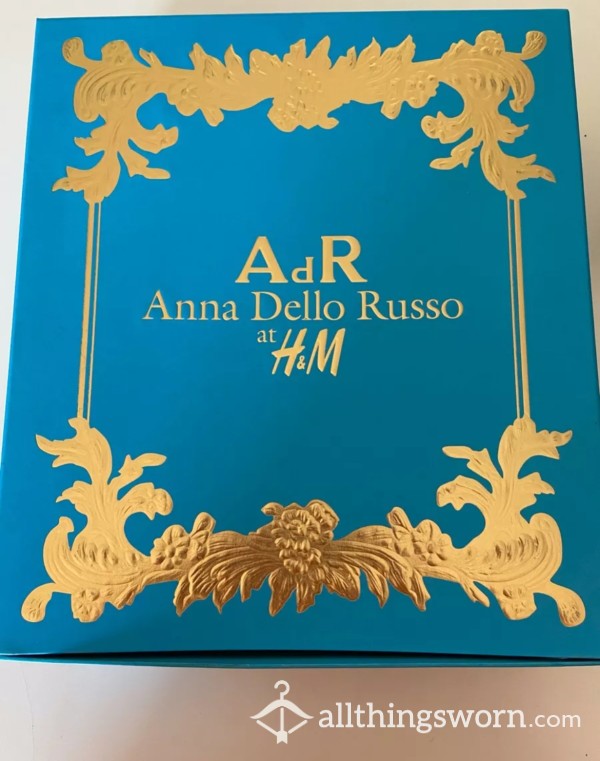 AdR
Anna Dello Russo
at H&M
allthingsworn.com